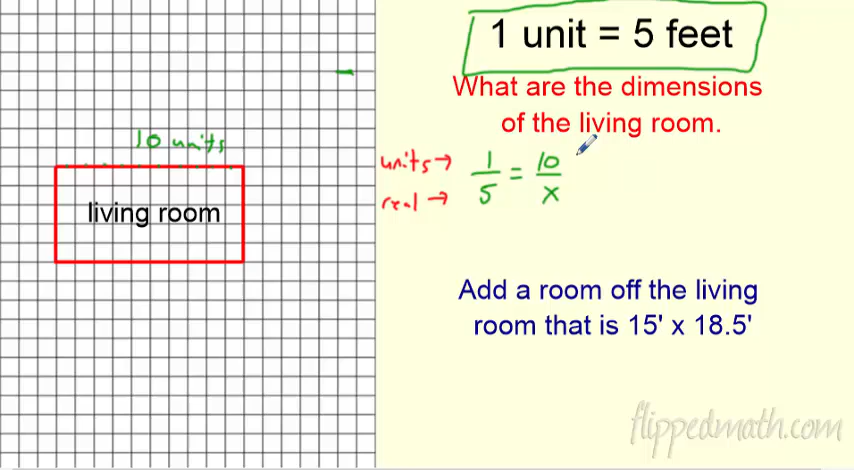 1 unit = 5 feet
What are the dimensions
of the living room.
10 units
living room
units → 1/5 = 10/x
real →
Add a room off the living
room that is 15' x 18.5'
flippedmath.com